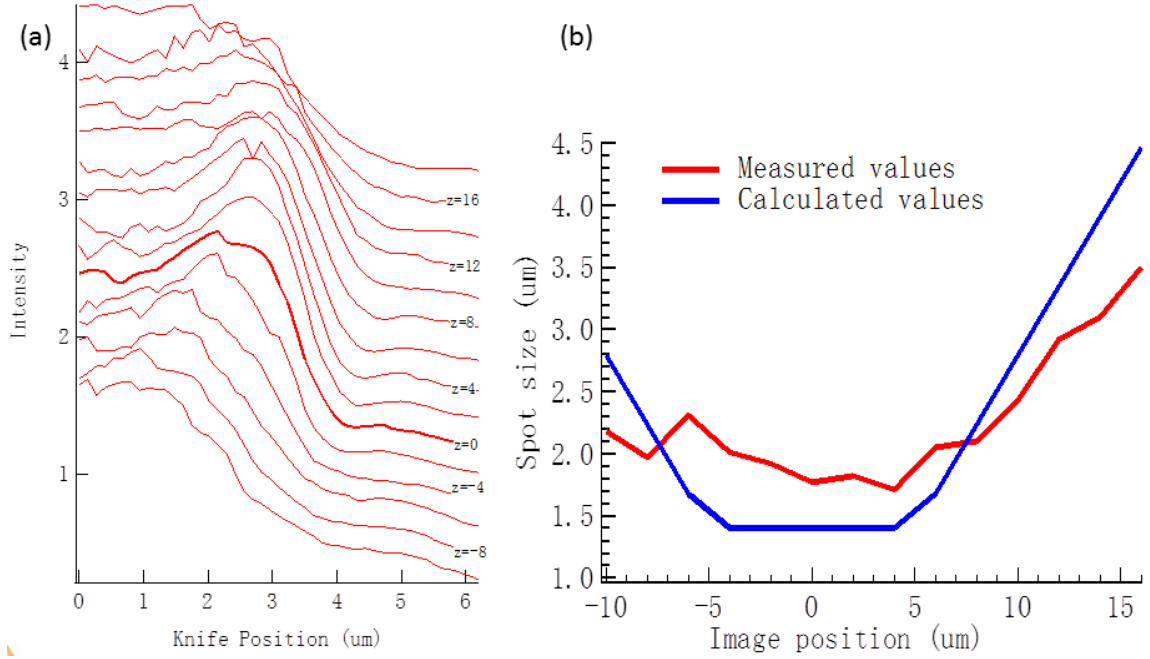 (a)
4
3
2
1
Intensity
z=16
z=12
z=8
z=4
z=0
z=-4
z=-8
0 1 2 3 4 5 6
Knife Position (um)
(b)
Measured values
Calculated values
4.5
4.0
3.5
3.0
2.5
2.0
1.5
1.0
Spot size (um)
-10 -5 0 5 10 15
Image position (um)